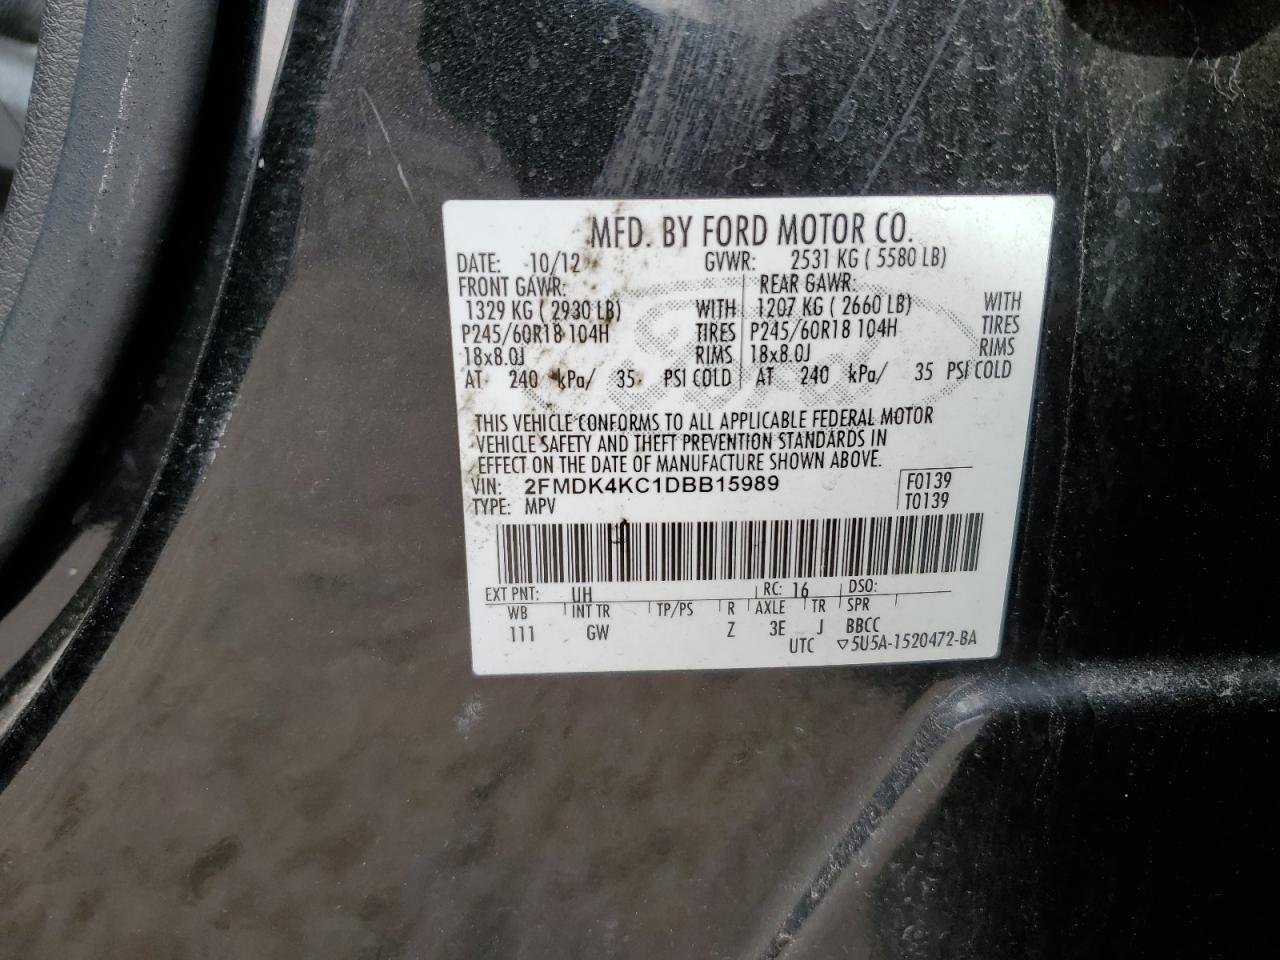 MFD. BY FORD MOTOR CO.
DATE: 10/12 GVWR: 2531 KG ( 5580 LB)
FRONT GAWR: REAR GAWR:
1329 KG ( 2930 LB) WITH 1207 KG ( 2660 LB) WITH
P245/60R18 104H TIRES P245/60R18 104H TIRES
18x8.0J RIMS 18x8.0J RIMS
AT 240 kPa/ 35 PSI COLD AT 240 kPa/ 35 PSI COLD
THIS VEHICLE CONFORMS TO ALL APPLICABLE FEDERAL MOTOR
VEHICLE SAFETY AND THEFT PREVENTION STANDARDS IN
EFFECT ON THE DATE OF MANUFACTURE SHOWN ABOVE.
VIN: 2FMDK4KC1DBB15989 F0139
TYPE: MPV T0139
EXT PNT: UH RC: 16 DSO:
WB INT TR TP/PS R AXLE TR SPR
111 GW Z 3E J BBCC
UTC ▽5U5A-1520472-BA